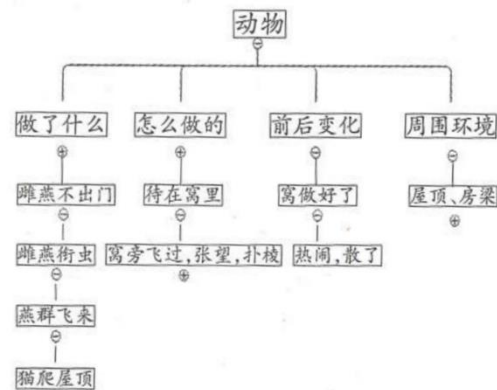 动物
做了什么 怎么做的 前后变化 周围环境
雌燕不出门 待在窝里 窝做好了 屋顶、房梁
雌燕衔虫 窝旁飞过,张望,扑棱 热闹,散了
燕群飞来
猫爬屋顶